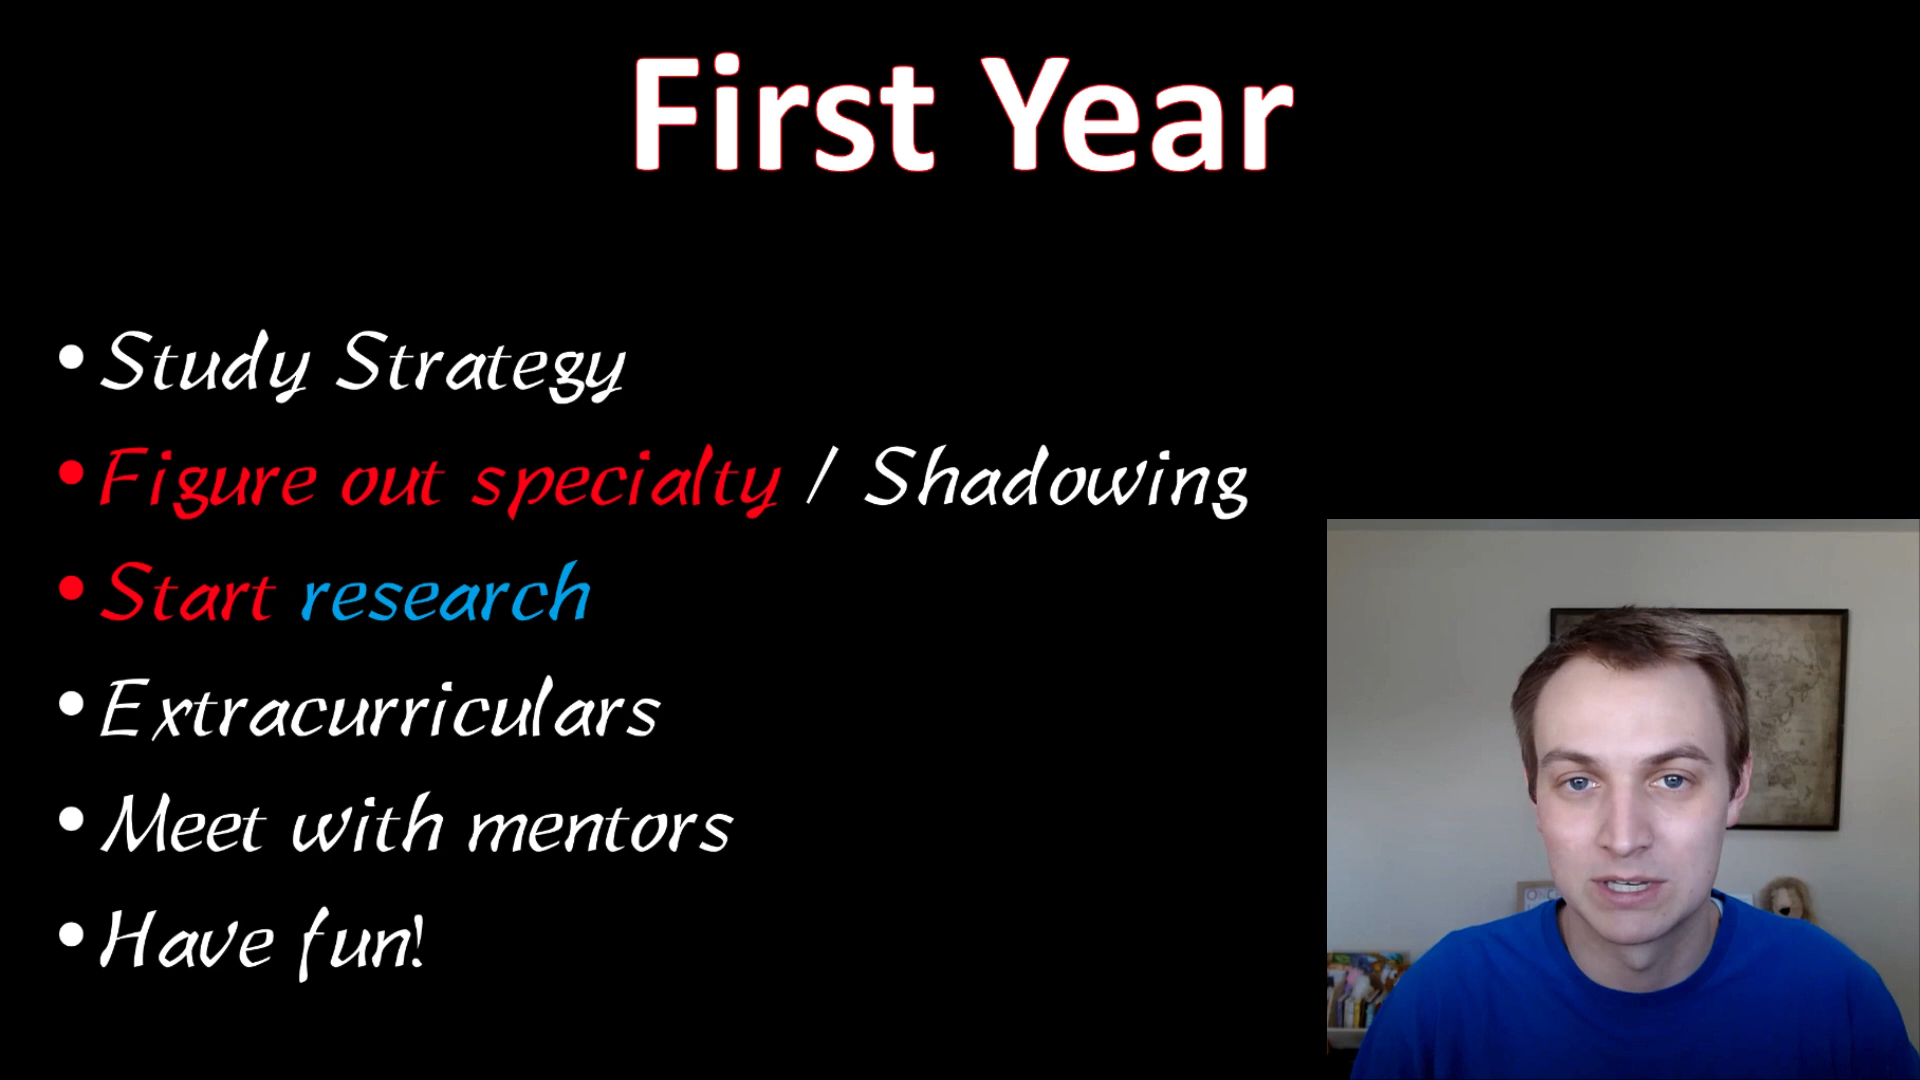 First Year
• Study Strategy
• Figure out specialty / Shadowing
• Start research
• Extracurriculars
• Meet with mentors
• Have fun!